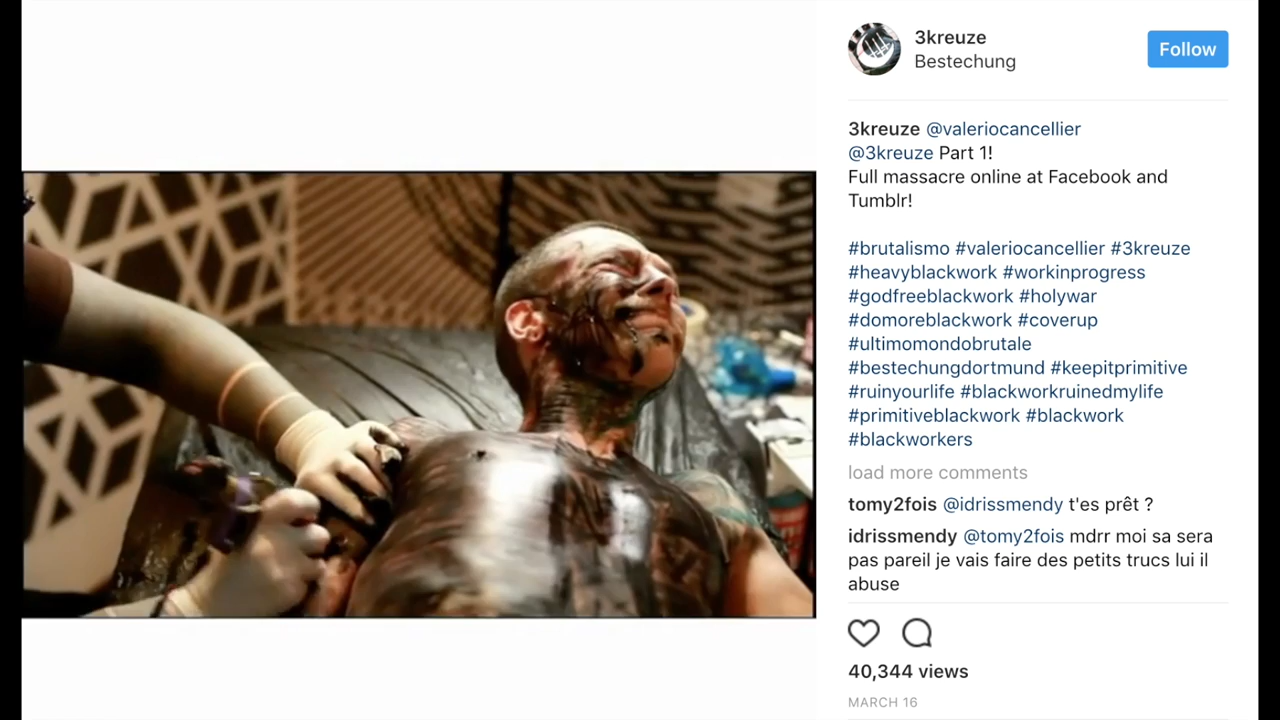 3kreuze
Bestechung
Follow
3kreuze @valeriocancellier
@3kreuze Part 1!
Full massacre online at Facebook and
Tumblr!
#brutalismo #valeriocancellier #3kreuze
#heavyblackwork #workinprogress
#godfreeblackwork #holywar
#domoreblackwork #coverup
#ultimomondobrutale
#bestechungdortmund #keepitprimitive
#ruinyourlife #blackworkruinedmylife
#primitiveblackwork #blackwork
#blackworkers
load more comments
tomy2fois @idrissmendy t'es prêt ?
idrissmendy @tomy2fois mdrr moi sa sera
pas pareil je vais faire des petits trucs lui il
abuse
40,344 views
MARCH 16